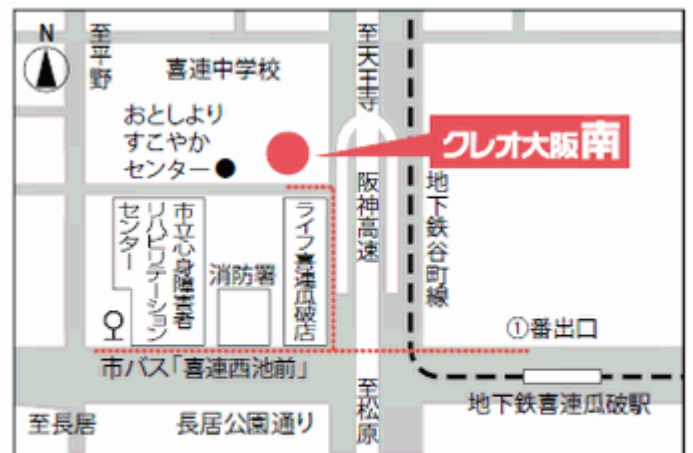 N
至平野
喜連中学校
至天王寺
おとしより
すこやか
センター
クレオ大阪南
阪神高速
地下鉄谷町線
市立心身障害者
リハビリテーション
センター
消防署
ライフ喜連瓜破店
①番出口
市バス「喜連西池前」
地下鉄喜連瓜破駅
至松原
至長居
長居公園通り